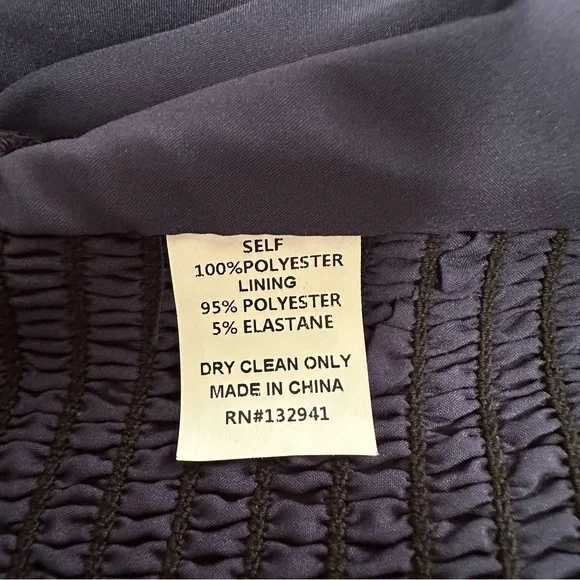 SELF
100%POLYESTER
LINING
95% POLYESTER
5% ELASTANE
DRY CLEAN ONLY
MADE IN CHINA
RN#132941